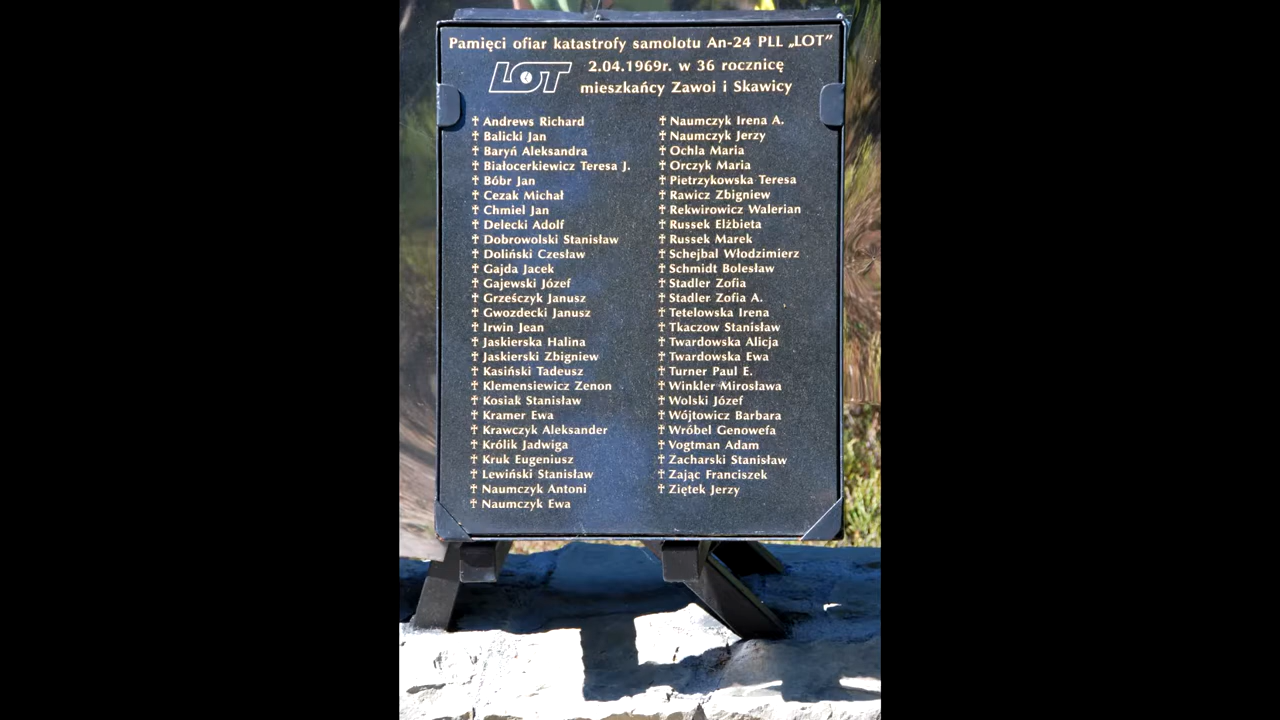 Pamięci ofiar katastrofy samolotu An-24 PLL „LOT”
LOT
2.04.1969r. w 36 rocznicę
mieszkańcy Zawoi i Skawicy
✝ Andrews Richard
✝ Balicki Jan
✝ Baryń Aleksandra
✝ Białocerkiewicz Teresa J.
✝ Bóbr Jan
✝ Cezak Michał
✝ Chmiel Jan
✝ Delecki Adolf
✝ Dobrowolski Stanisław
✝ Doliński Czesław
✝ Gajda Jacek
✝ Gajewski Józef
✝ Grześczyk Janusz
✝ Gwozdecki Janusz
✝ Irwin Jean
✝ Jaskierska Halina
✝ Jaskierski Zbigniew
✝ Kasiński Tadeusz
✝ Klemensiewicz Zenon
✝ Kosiak Stanisław
✝ Kramer Ewa
✝ Krawczyk Aleksander
✝ Królik Jadwiga
✝ Kruk Eugeniusz
✝ Lewiński Stanisław
✝ Naumczyk Antoni
✝ Naumczyk Ewa
✝ Naumczyk Irena A.
✝ Naumczyk Jerzy
✝ Ochla Maria
✝ Orczyk Maria
✝ Pietrzykowska Teresa
✝ Rawicz Zbigniew
✝ Rekwirowicz Walerian
✝ Russek Elżbieta
✝ Russek Marek
✝ Schejbal Włodzimierz
✝ Schmidt Bolesław
✝ Stadler Zofia
✝ Stadler Zofia A.
✝ Tetelowska Irena
✝ Tkaczow Stanisław
✝ Twardowska Alicja
✝ Twardowska Ewa
✝ Turner Paul E.
✝ Winkler Mirosława
✝ Wolski Józef
✝ Wójtowicz Barbara
✝ Wróbel Genowefa
✝ Vogtman Adam
✝ Zacharski Stanisław
✝ Zając Franciszek
✝ Ziętek Jerzy